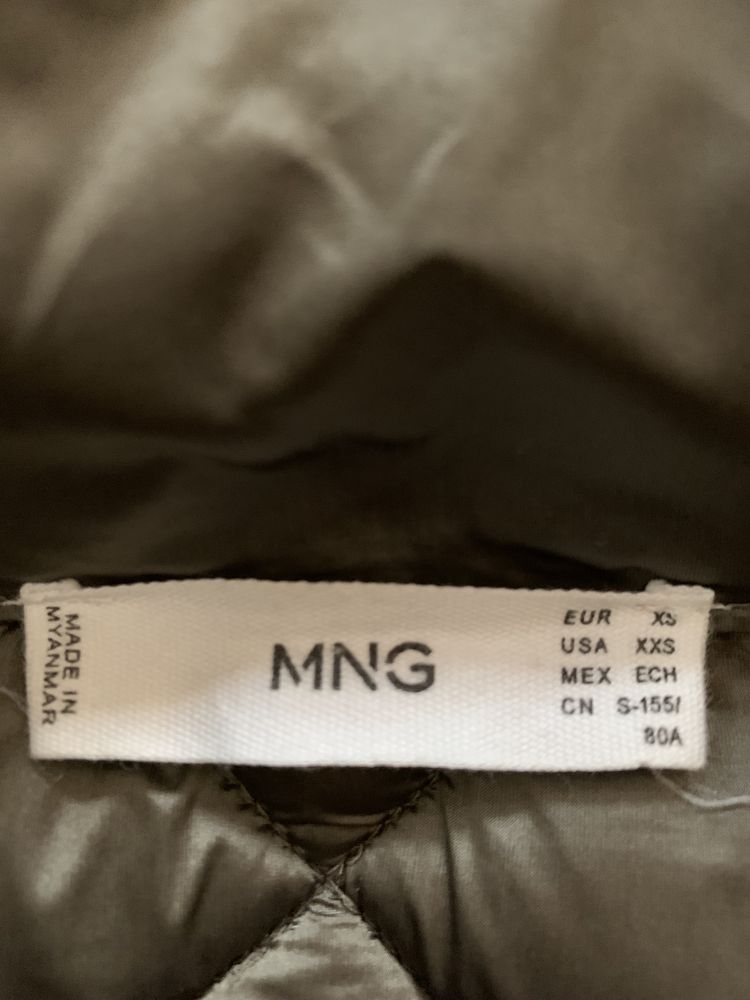 MADE IN
MYANMAR
MNG
EUR XS
USA XXS
MEX ECH
CN S-155/
80A